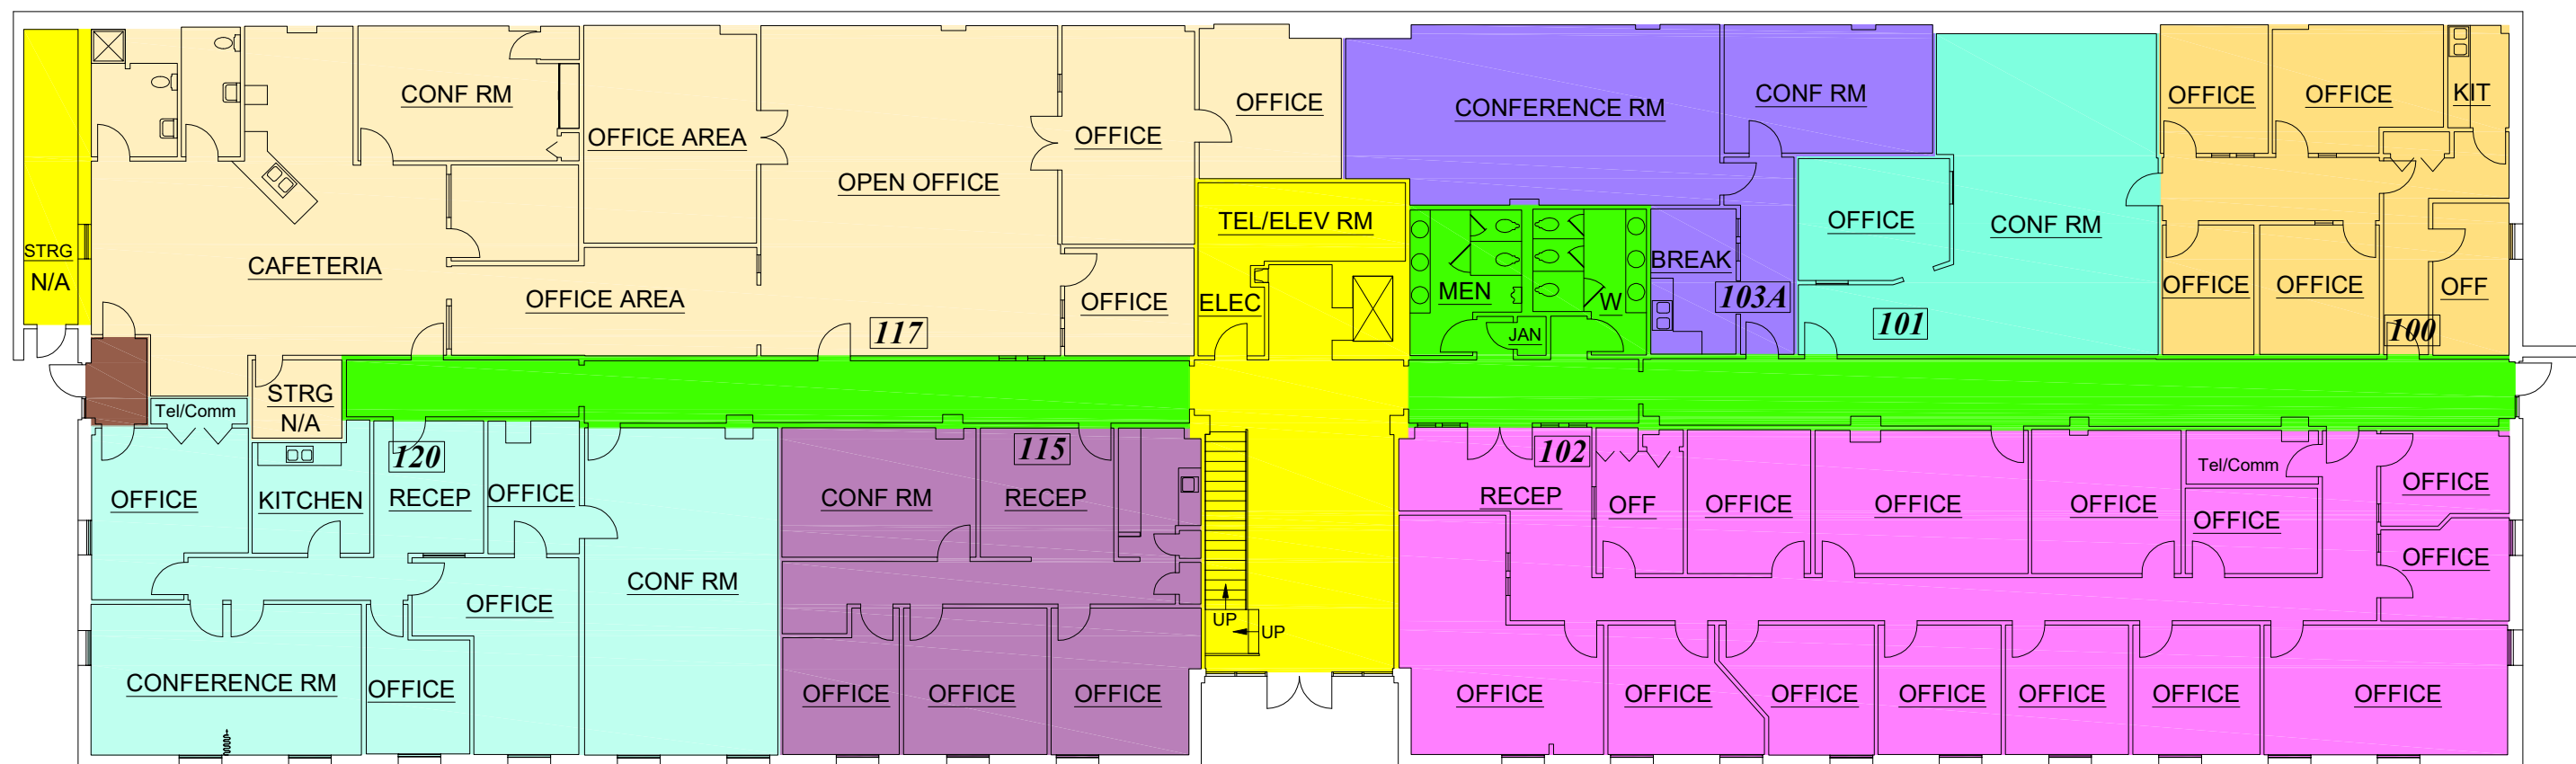 CONF RM
OFFICE AREA
OPEN OFFICE
OFFICE
OFFICE
CONFERENCE RM
CONF RM
OFFICE
OFFICE
KIT
STRG
N/A
CAFETERIA
OFFICE AREA
117
OFFICE
TEL/ELEV RM
ELEC
MEN
W
JAN
BREAK
103A
OFFICE
101
CONF RM
OFFICE
OFFICE
OFF
100
Tel/Comm
STRG
N/A
OFFICE
KITCHEN
120
RECEP
OFFICE
CONF RM
OFFICE
CONFERENCE RM
OFFICE
CONF RM
115
RECEP
OFFICE
OFFICE
OFFICE
UP
UP
102
RECEP
OFF
OFFICE
OFFICE
OFFICE
Tel/Comm
OFFICE
OFFICE
OFFICE
OFFICE
OFFICE
OFFICE
OFFICE
OFFICE
OFFICE
OFFICE